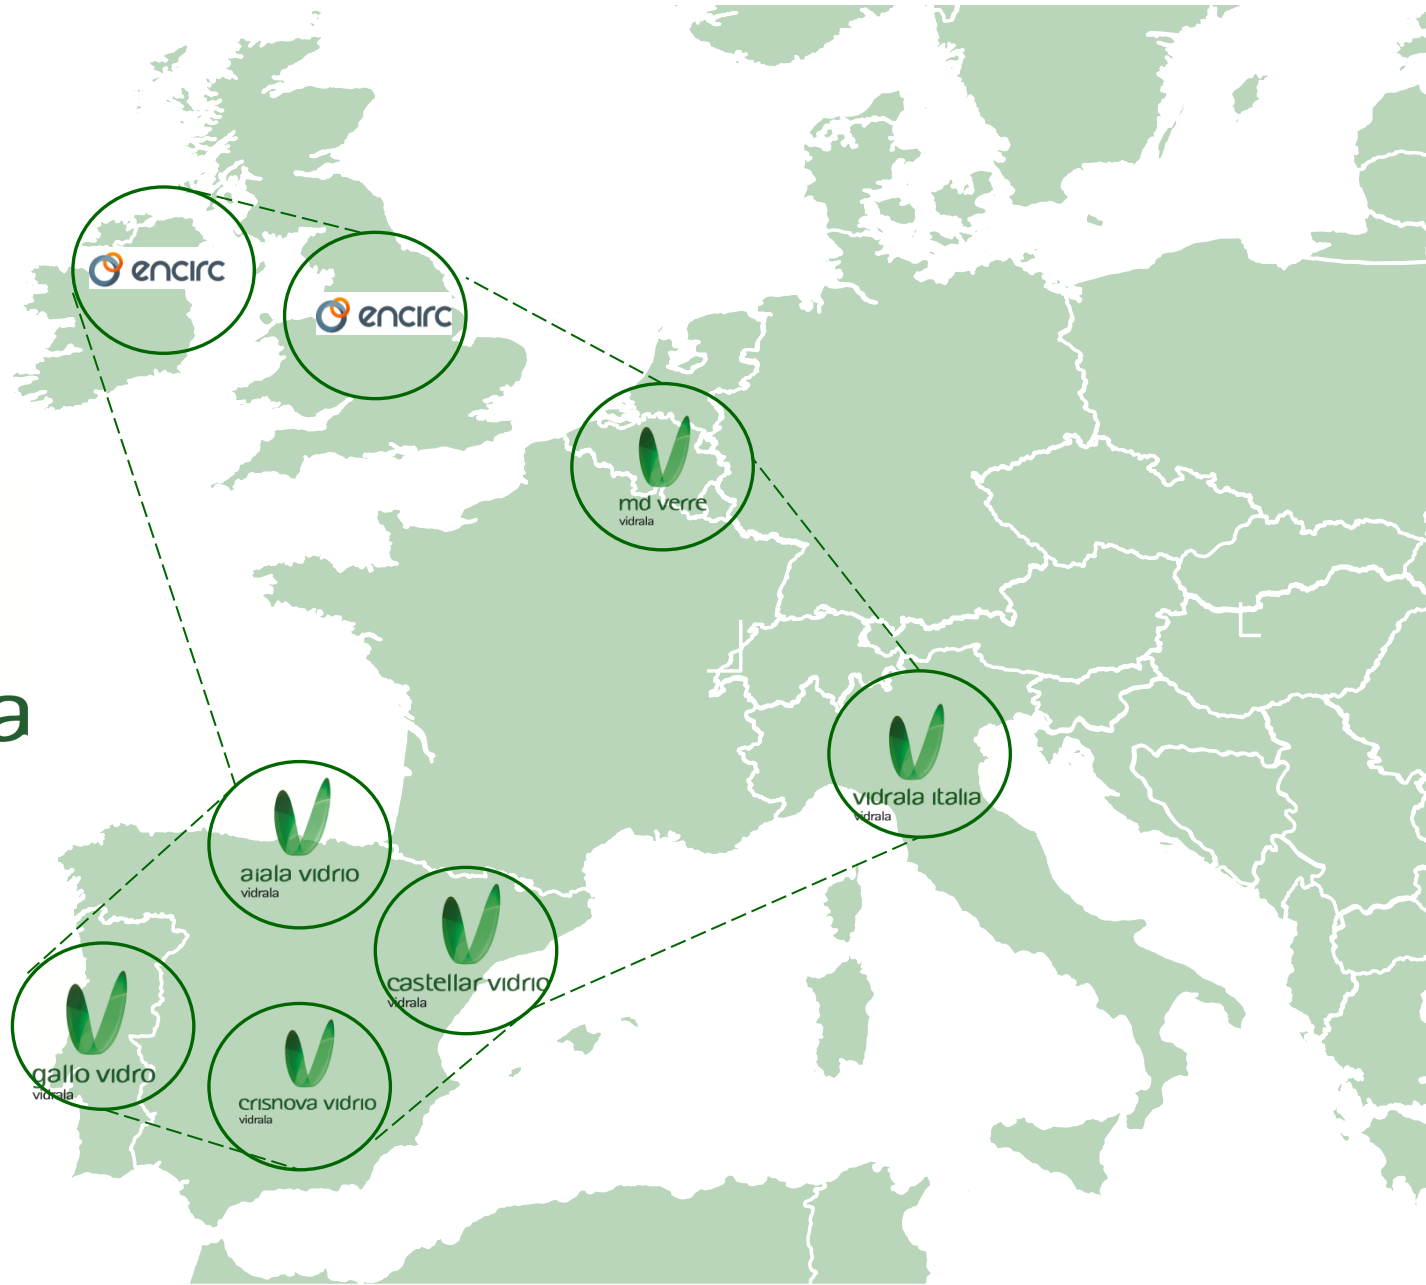 encirc
encirc
md verre
vidrala
a
vidrala italia
vidrala
aiala vidrio
vidrala
castellar vidrio
vidrala
gallo vidro
vidrala
crisnova vidrio
vidrala